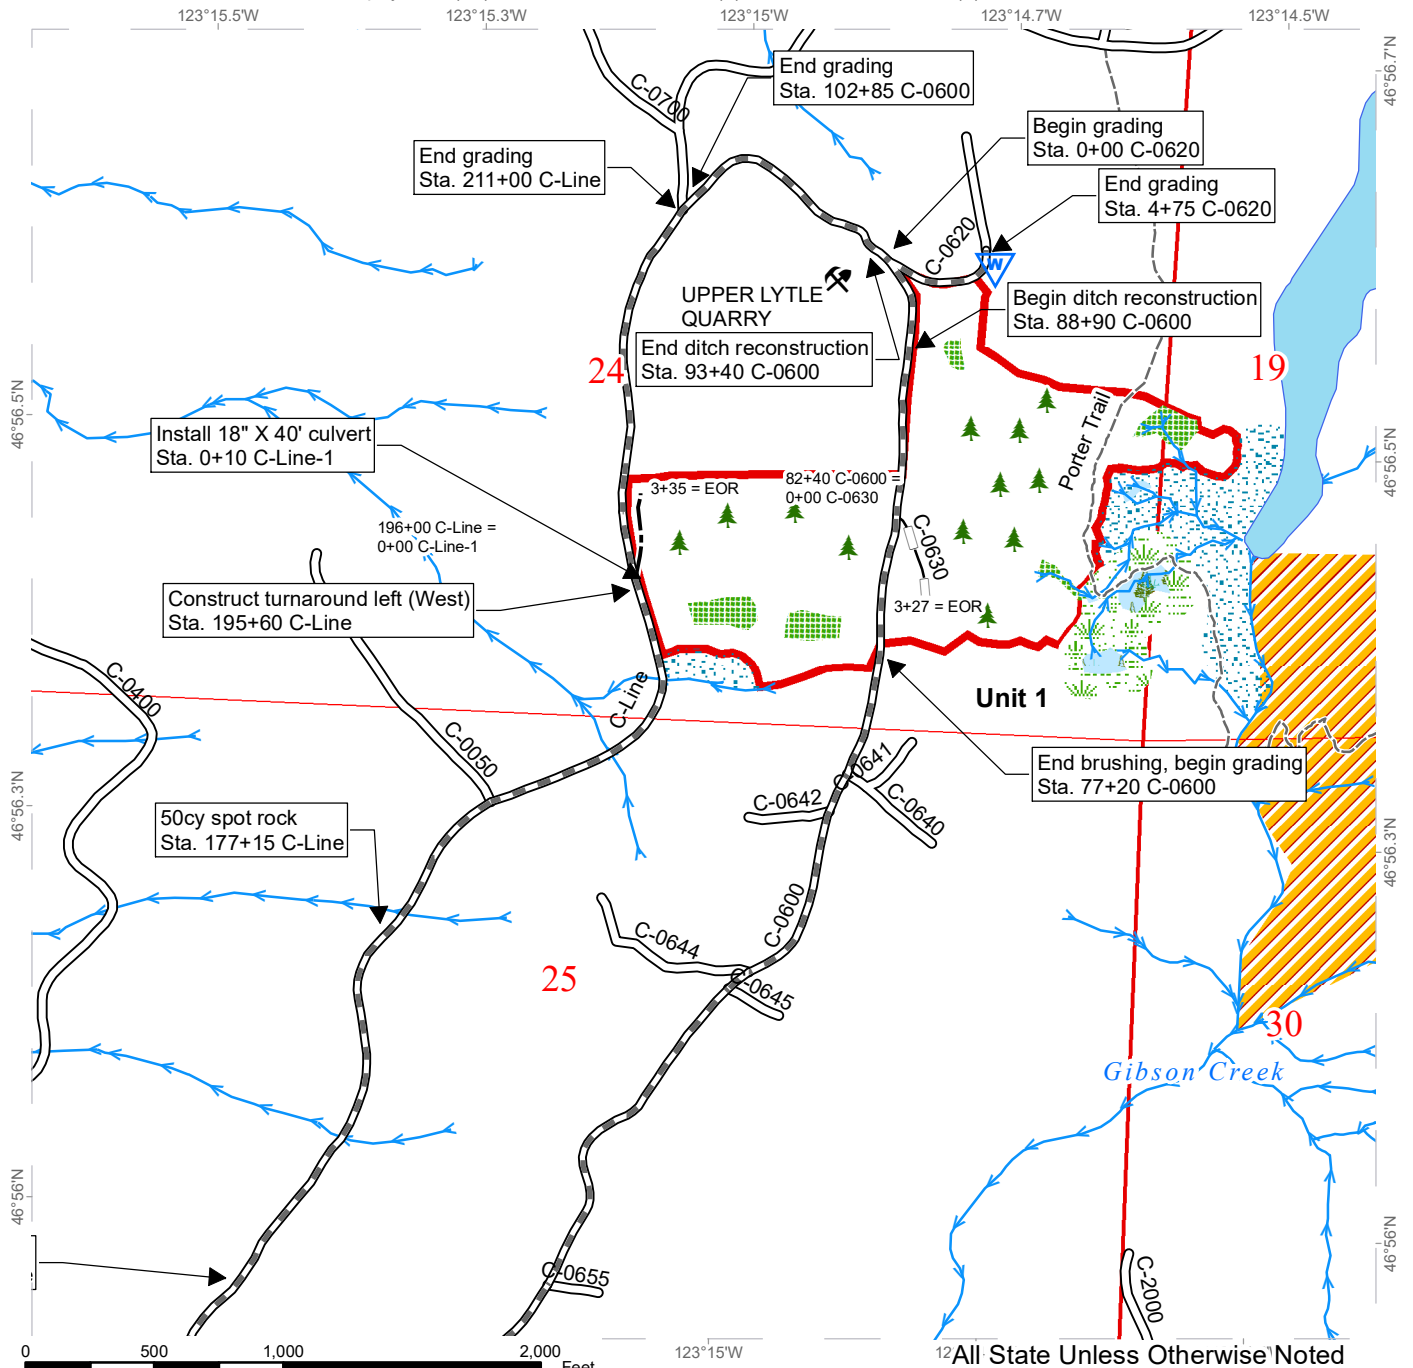 123°15.5'W
123°15.3'W
123°15'W
123°14.7'W
123°14.5'W
46°56.7'N
C-0700
End grading
Sta. 102+85 C-0600
Begin grading
Sta. 0+00 C-0620
End grading
Sta. 211+00 C-Line
End grading
Sta. 4+75 C-0620
C-0620
W
UPPER LYTLE
QUARRY
Begin ditch reconstruction
Sta. 88+90 C-0600
End ditch reconstruction
Sta. 93+40 C-0600
24
19
46°56.5'N
46°56.5'N
Install 18" X 40' culvert
Sta. 0+10 C-Line-1
Porter Trail
3+35 = EOR
82+40 C-0600 =
0+00 C-0630
196+00 C-Line =
0+00 C-Line-1
C-0630
3+27 = EOR
Construct turnaround left (West)
Sta. 195+60 C-Line
C-Line
C-0400
Unit 1
C-0050
End brushing, begin grading
Sta. 77+20 C-0600
C-0641
C-0642
C-0640
46°56.3'N
46°56.3'N
50cy spot rock
Sta. 177+15 C-Line
C-0600
C-0644
C-0645
25
30
Gibson Creek
46°56'N
46°56'N
C-0655
C-2000
0
500
1,000
2,000
Feet
123°15'W
All State Unless Otherwise Noted